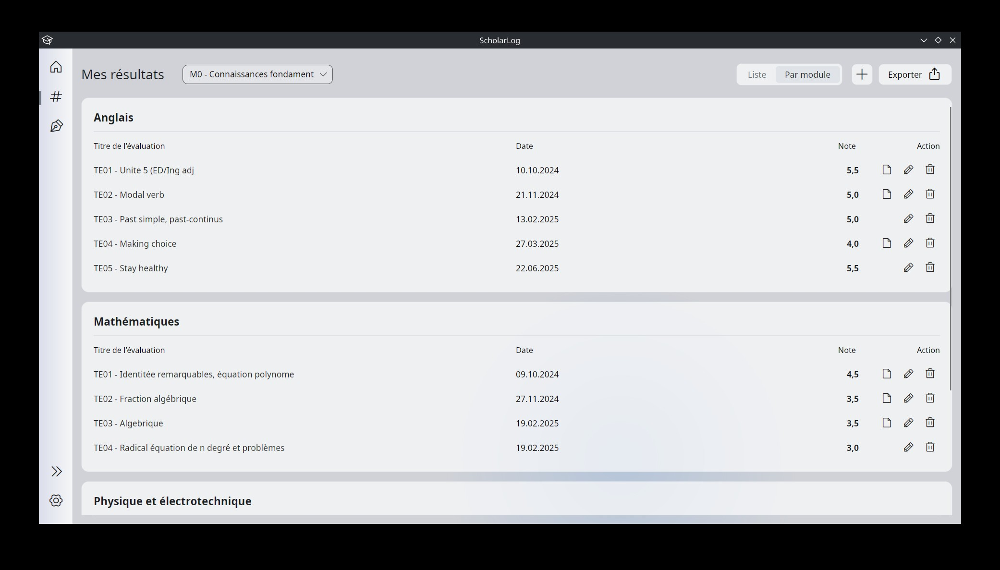 ScholarLog
Mes résultats
M0 - Connaissances fondament
Liste
Par module
Exporter
Anglais
Titre de l'évaluation Date Note Action
TE01 - Unite 5 (ED/Ing adj 10.10.2024 5,5
TE02 - Modal verb 21.11.2024 5,0
TE03 - Past simple, past-continus 13.02.2025 5,0
TE04 - Making choice 27.03.2025 4,0
TE05 - Stay healthy 22.06.2025 5,5
Mathématiques
Titre de l'évaluation Date Note Action
TE01 - Identitée remarquables, équation polynome 09.10.2024 4,5
TE02 - Fraction algébrique 27.11.2024 3,5
TE03 - Algebrique 19.02.2025 3,5
TE04 - Radical équation de n degré et problèmes 19.02.2025 3,0
Physique et électrotechnique